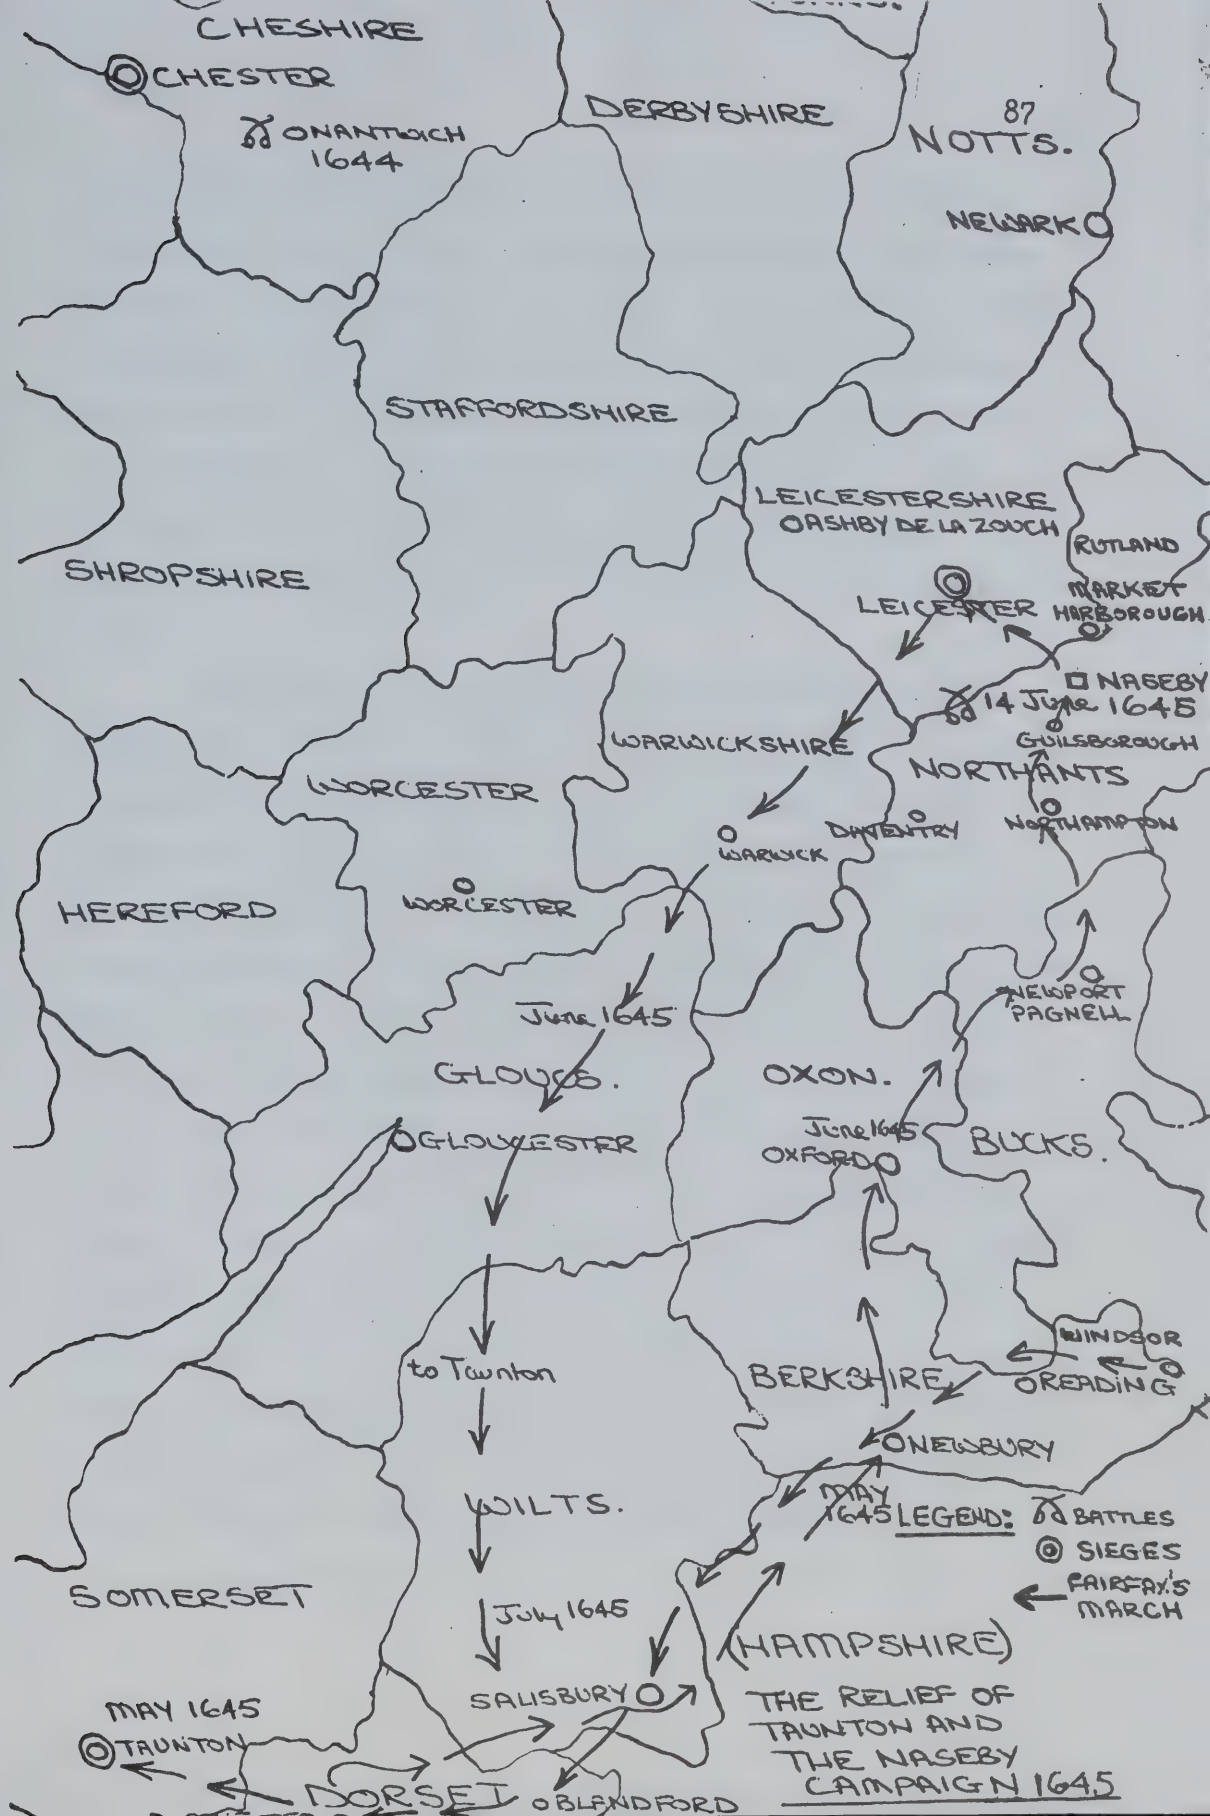 CHESHIRE
CHESTER
NANTWICH
1644
DERBYSHIRE
87
NOTTS.
NEWARK
STAFFORDSHIRE
LEICESTERSHIRE
ASHBY DE LA ZOUCH
RUTLAND
SHROPSHIRE
LEICESTER
MARKET
HARBOROUGH
NASEBY
14 June 1645
GUILSBOROUGH
WARWICKSHIRE
NORTHANTS
WORCESTER
DAVENTRY
NORTHAMPTON
WARWICK
WORCESTER
HEREFORD
NEWPORT
PAGNELL
June 1645
GLOUCS.
OXON.
June 1645
OXFORD
BUCKS.
GLOUCESTER
WINDSOR
to Taunton
BERKSHIRE
READING
NEWBURY
MAY
1645
WILTS.
LEGEND:
BATTLES
SIEGES
FAIRFAX'S
MARCH
SOMERSET
July 1645
(HAMPSHIRE)
SALISBURY
MAY 1645
TAUNTON
THE RELIEF OF
TAUNTON AND
THE NASEBY
CAMPAIGN 1645
DORSET
BLANDFORD